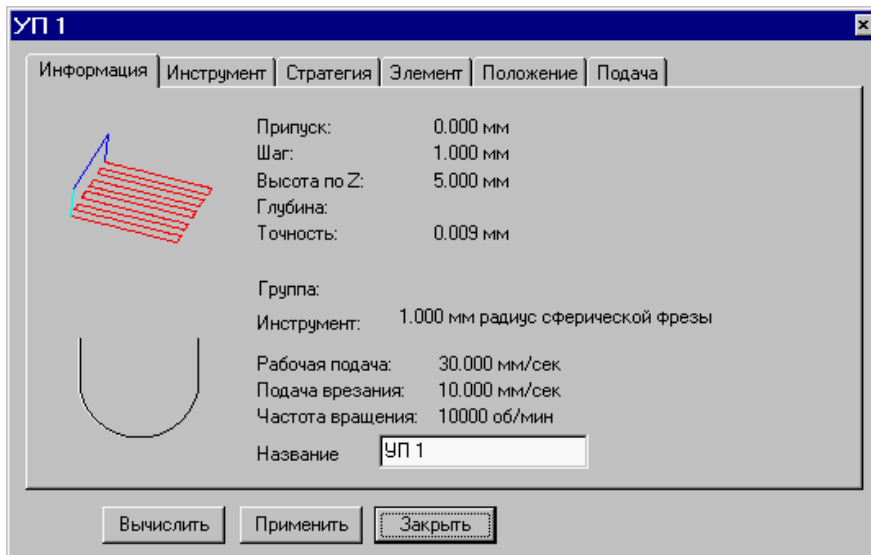 УП 1
Информация Инструмент Стратегия Элемент Положение Подача
Припуск: 0.000 мм
Шаг: 1.000 мм
Высота по Z: 5.000 мм
Глубина:
Точность: 0.009 мм
Группа:
Инструмент: 1.000 мм радиус сферической фрезы
Рабочая подача: 30.000 мм/сек
Подача врезания: 10.000 мм/сек
Частота вращения: 10000 об/мин
Название УП 1
Вычислить Применить Закрыть